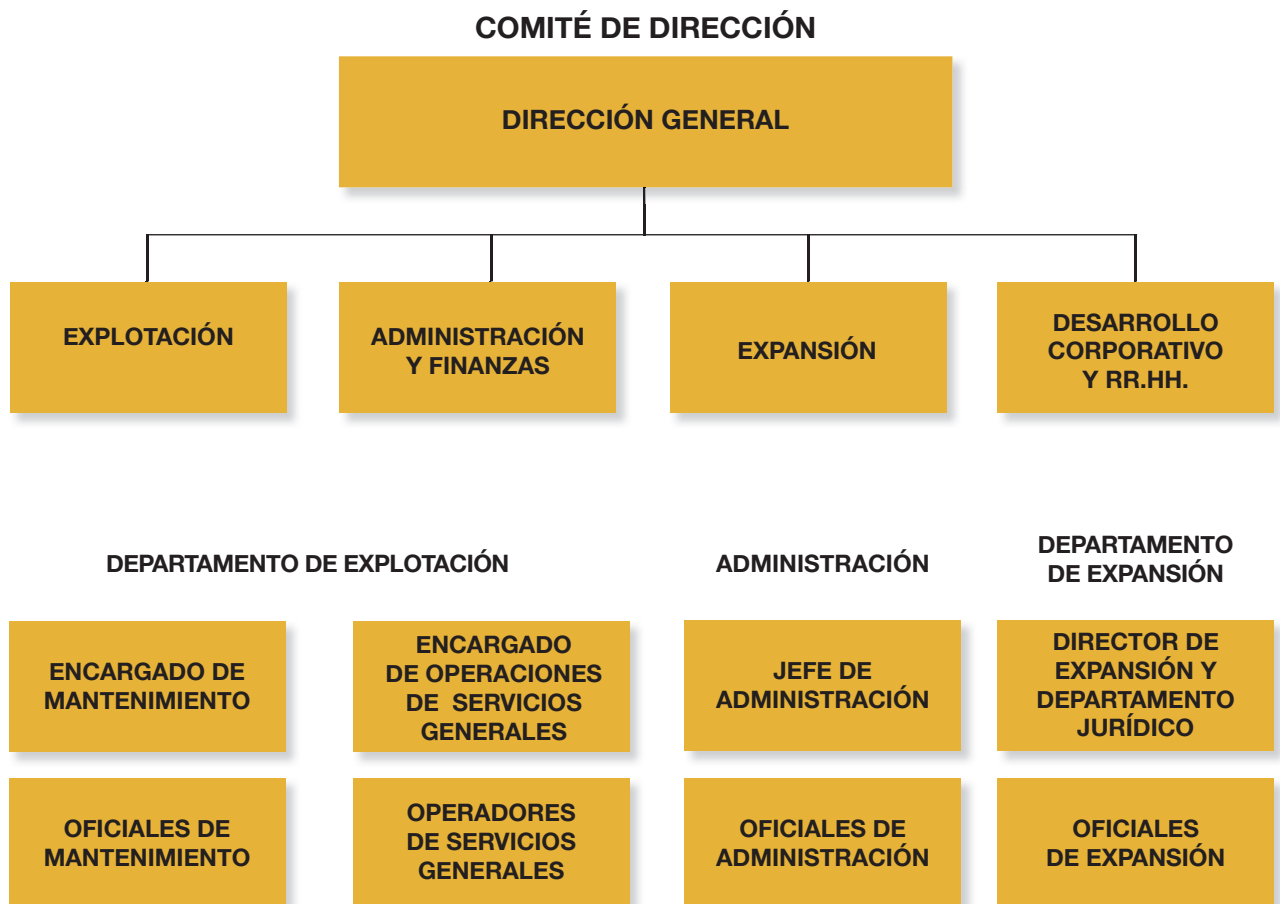 COMITÉ DE DIRECCIÓN
DIRECCIÓN GENERAL
EXPLOTACIÓN
ADMINISTRACIÓN
Y FINANZAS
EXPANSIÓN
DESARROLLO
CORPORATIVO
Y RR.HH.
DEPARTAMENTO DE EXPLOTACIÓN
ADMINISTRACIÓN
DEPARTAMENTO
DE EXPANSIÓN
ENCARGADO DE
MANTENIMIENTO
ENCARGADO
DE OPERACIONES
DE SERVICIOS
GENERALES
JEFE DE
ADMINISTRACIÓN
DIRECTOR DE
EXPANSIÓN Y
DEPARTAMENTO
JURÍDICO
OFICIALES DE
MANTENIMIENTO
OPERADORES
DE SERVICIOS
GENERALES
OFICIALES DE
ADMINISTRACIÓN
OFICIALES
DE EXPANSIÓN